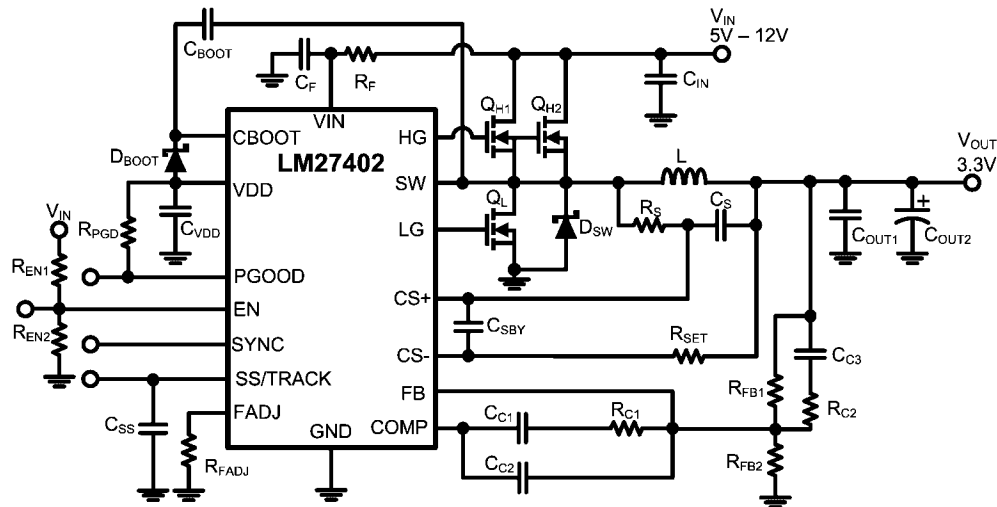 V_IN
5V – 12V
C_BOOT
C_F
R_F
C_IN
VIN
LM27402
CBOOT
HG
Q_H1
Q_H2
D_BOOT
VDD
SW
L
V_OUT
3.3V
V_IN
R_PGD
C_VDD
LG
Q_L
D_SW
R_S
C_S
C_OUT1
+
C_OUT2
R_EN1
PGOOD
CS+
EN
C_SBY
R_EN2
SYNC
CS-
R_SET
C_C3
SS/TRACK
FB
R_FB1
R_C2
C_SS
FADJ
GND
COMP
C_C1
R_C1
R_FADJ
C_C2
R_FB2